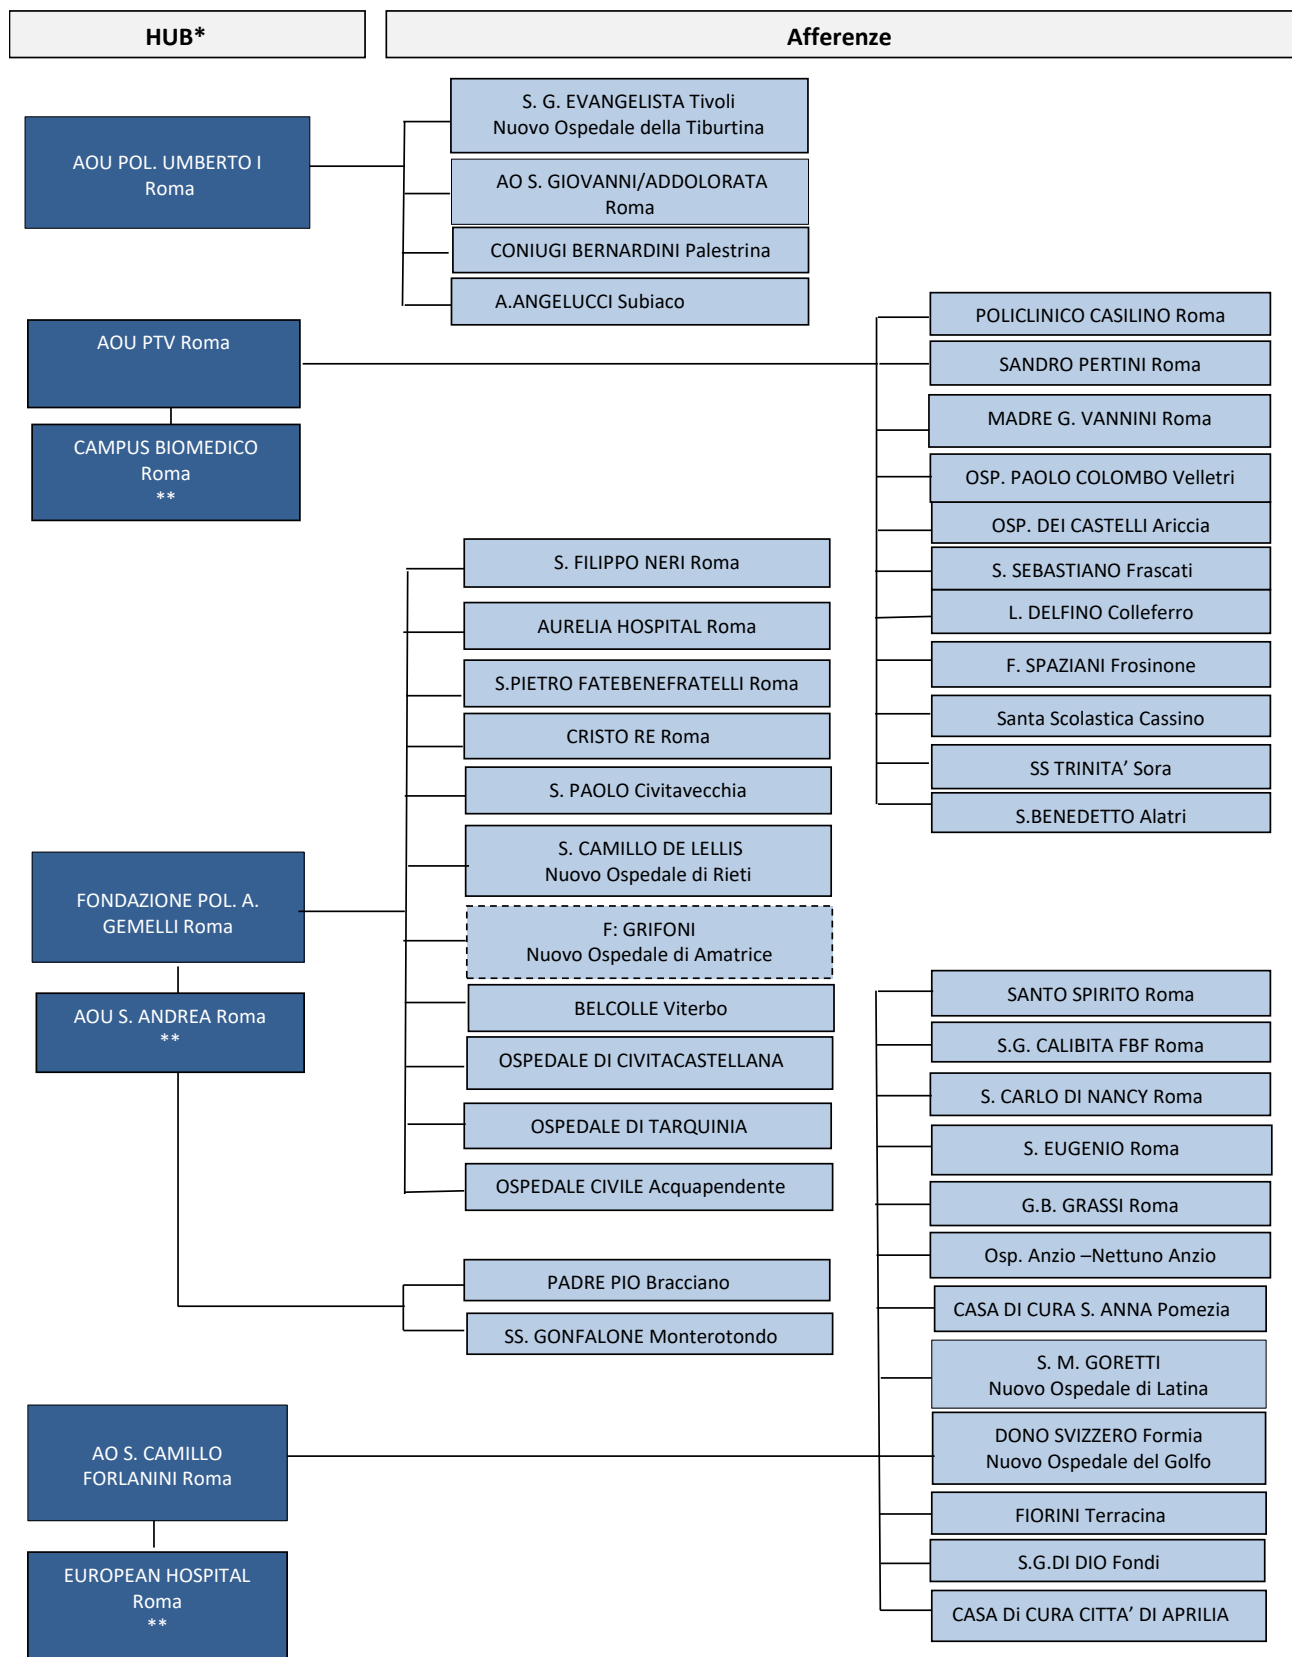 HUB*
Afferenze
AOU POL. UMBERTO I
Roma
S. G. EVANGELISTA Tivoli
Nuovo Ospedale della Tiburtina
AO S. GIOVANNI/ADDOLORATA
Roma
CONIUGI BERNARDINI Palestrina
A.ANGELUCCI Subiaco
AOU PTV Roma
CAMPUS BIOMEDICO
Roma
**
POLICLINICO CASILINO Roma
SANDRO PERTINI Roma
MADRE G. VANNINI Roma
OSP. PAOLO COLOMBO Velletri
OSP. DEI CASTELLI Ariccia
S. SEBASTIANO Frascati
L. DELFINO Colleferro
F. SPAZIANI Frosinone
Santa Scolastica Cassino
SS TRINITA’ Sora
S.BENEDETTO Alatri
FONDAZIONE POL. A.
GEMELLI Roma
AOU S. ANDREA Roma
**
S. FILIPPO NERI Roma
AURELIA HOSPITAL Roma
S.PIETRO FATEBENEFRATELLI Roma
CRISTO RE Roma
S. PAOLO Civitavecchia
S. CAMILLO DE LELLIS
Nuovo Ospedale di Rieti
F: GRIFONI
Nuovo Ospedale di Amatrice
BELCOLLE Viterbo
OSPEDALE DI CIVITACASTELLANA
OSPEDALE DI TARQUINIA
OSPEDALE CIVILE Acquapendente
PADRE PIO Bracciano
SS. GONFALONE Monterotondo
AO S. CAMILLO
FORLANINI Roma
EUROPEAN HOSPITAL
Roma
**
SANTO SPIRITO Roma
S.G. CALIBITA FBF Roma
S. CARLO DI NANCY Roma
S. EUGENIO Roma
G.B. GRASSI Roma
Osp. Anzio –Nettuno Anzio
CASA DI CURA S. ANNA Pomezia
S. M. GORETTI
Nuovo Ospedale di Latina
DONO SVIZZERO Formia
Nuovo Ospedale del Golfo
FIORINI Terracina
S.G.DI DIO Fondi
CASA Di CURA CITTA’ DI APRILIA